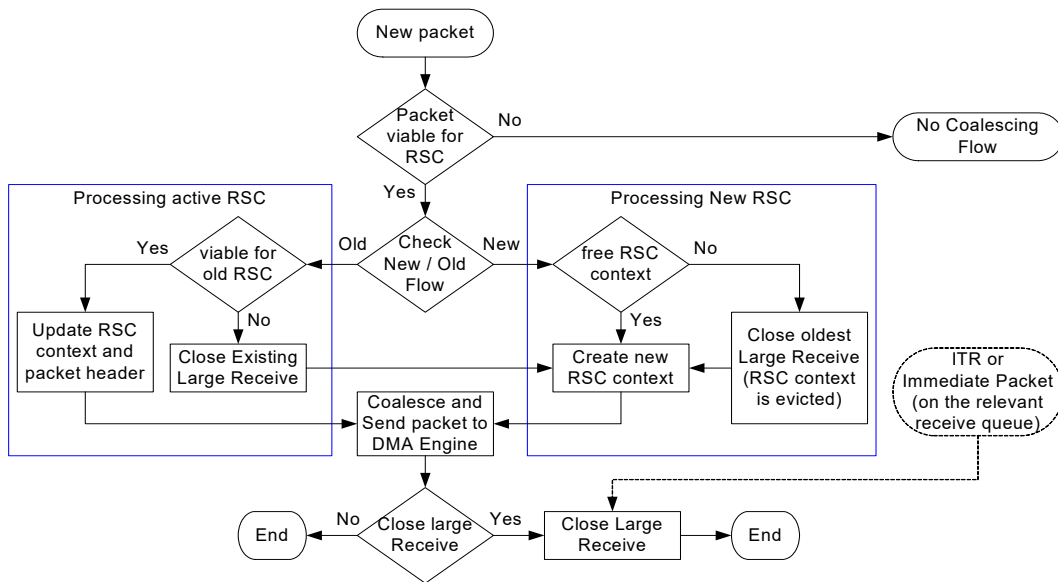 New packet
Packet
viable for
RSC
No
No Coalescing
Flow
Yes
Processing active RSC
Processing New RSC
Yes
viable for
old RSC
Old
Check
New / Old
Flow
New
free RSC
context
No
No
Yes
Update RSC
context and
packet header
Close Existing
Large Receive
Create new
RSC context
Close oldest
Large Receive
(RSC context
is evicted)
ITR or
Immediate Packet
(on the relevant
receive queue)
Coalesce and
Send packet to
DMA Engine
End
No
Close large
Receive
Yes
Close Large
Receive
End